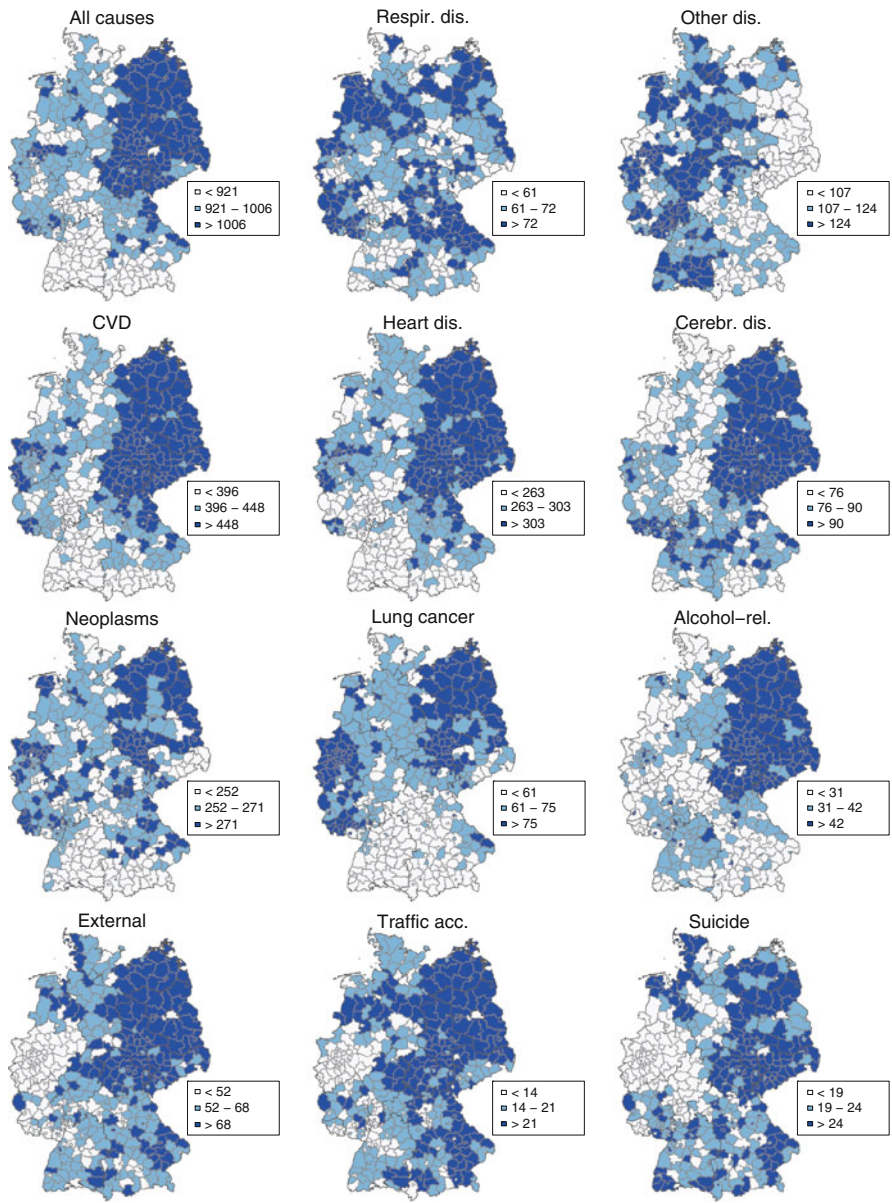 All causes
< 921
921 – 1006
> 1006
Respir. dis.
< 61
61 – 72
> 72
Other dis.
< 107
107 – 124
> 124
CVD
< 396
396 – 448
> 448
Heart dis.
< 263
263 – 303
> 303
Cerebr. dis.
< 76
76 – 90
> 90
Neoplasms
< 252
252 – 271
> 271
Lung cancer
< 61
61 – 75
> 75
Alcohol–rel.
< 31
31 – 42
> 42
External
< 52
52 – 68
> 68
Traffic acc.
< 14
14 – 21
> 21
Suicide
< 19
19 – 24
> 24